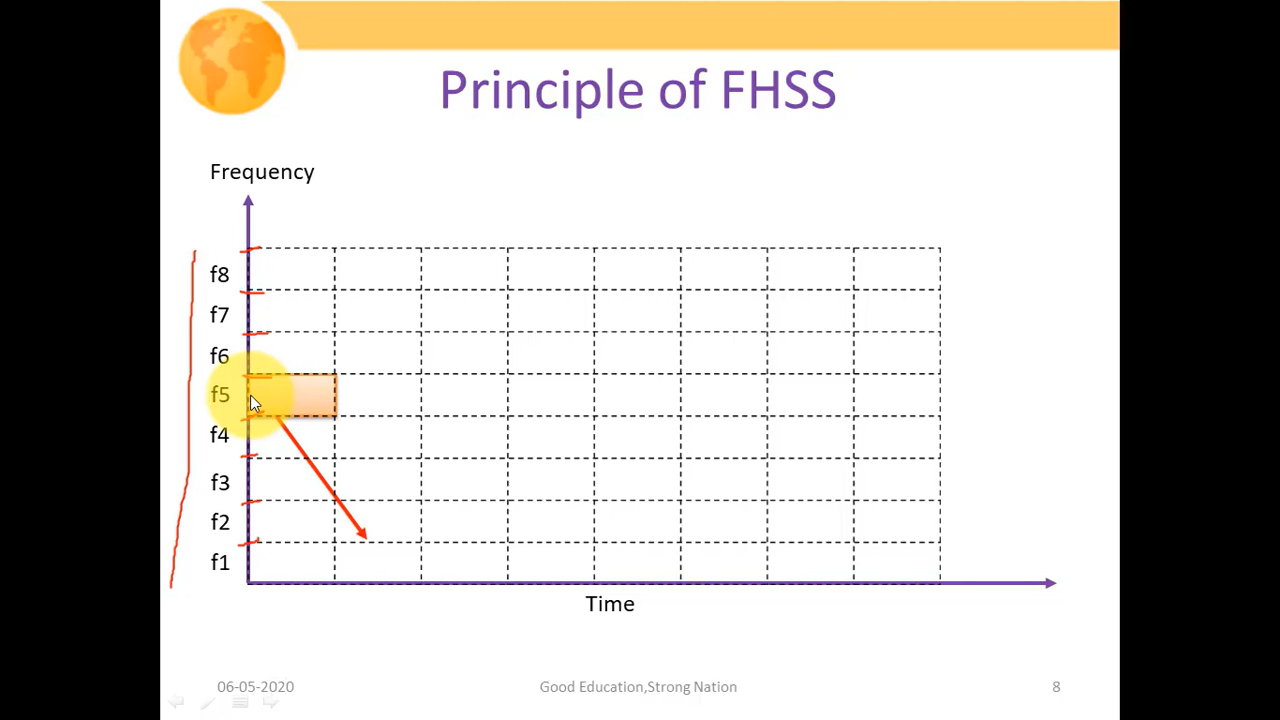 Principle of FHSS
Frequency
f8
f7
f6
f5
f4
f3
f2
f1
Time
06-05-2020
Good Education,Strong Nation
8